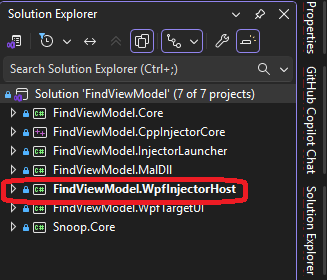 Solution Explorer
Search Solution Explorer (Ctrl+;)
Solution 'FindViewModel' (7 of 7 projects)
FindViewModel.Core
FindViewModel.CppInjectorCore
FindViewModel.InjectorLauncher
FindViewModel.MalDll
FindViewModel.WpfInjectorHost
FindViewModel.WpfTargetUI
Snoop.Core
Properties
GitHub Copilot Chat
Solution Explorer